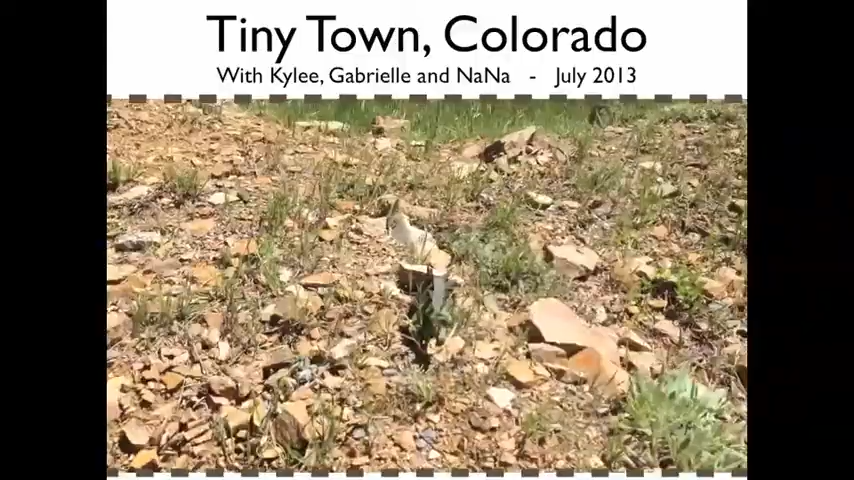 Tiny Town, Colorado
With Kylee, Gabrielle and NaNa - July 2013